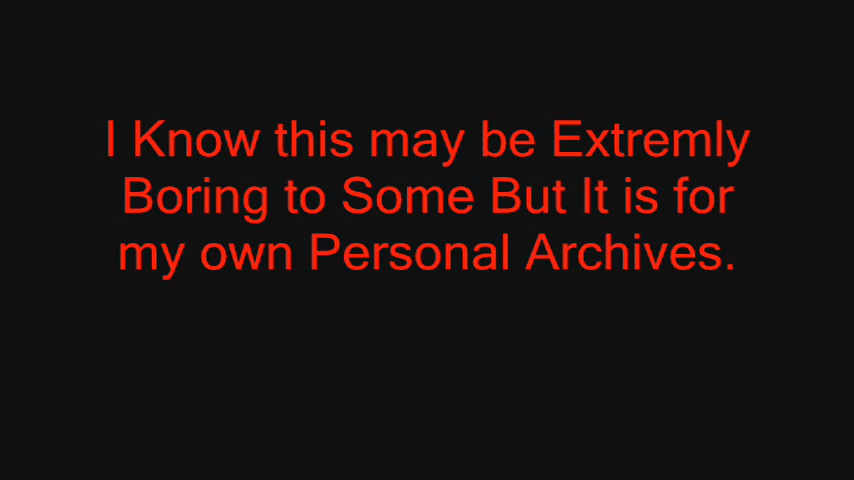 I Know this may be Extremly
Boring to Some But It is for
my own Personal Archives.